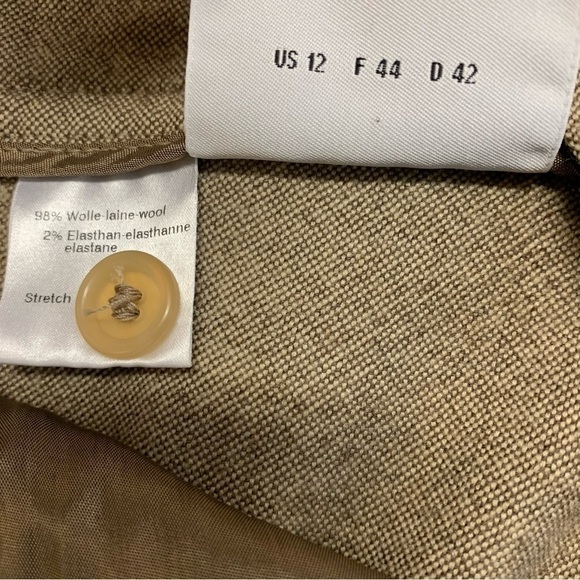 US 12 F 44 D 42
98% Wolle-laine-wool
2% Elasthan-elasthanne
elastane
Stretch